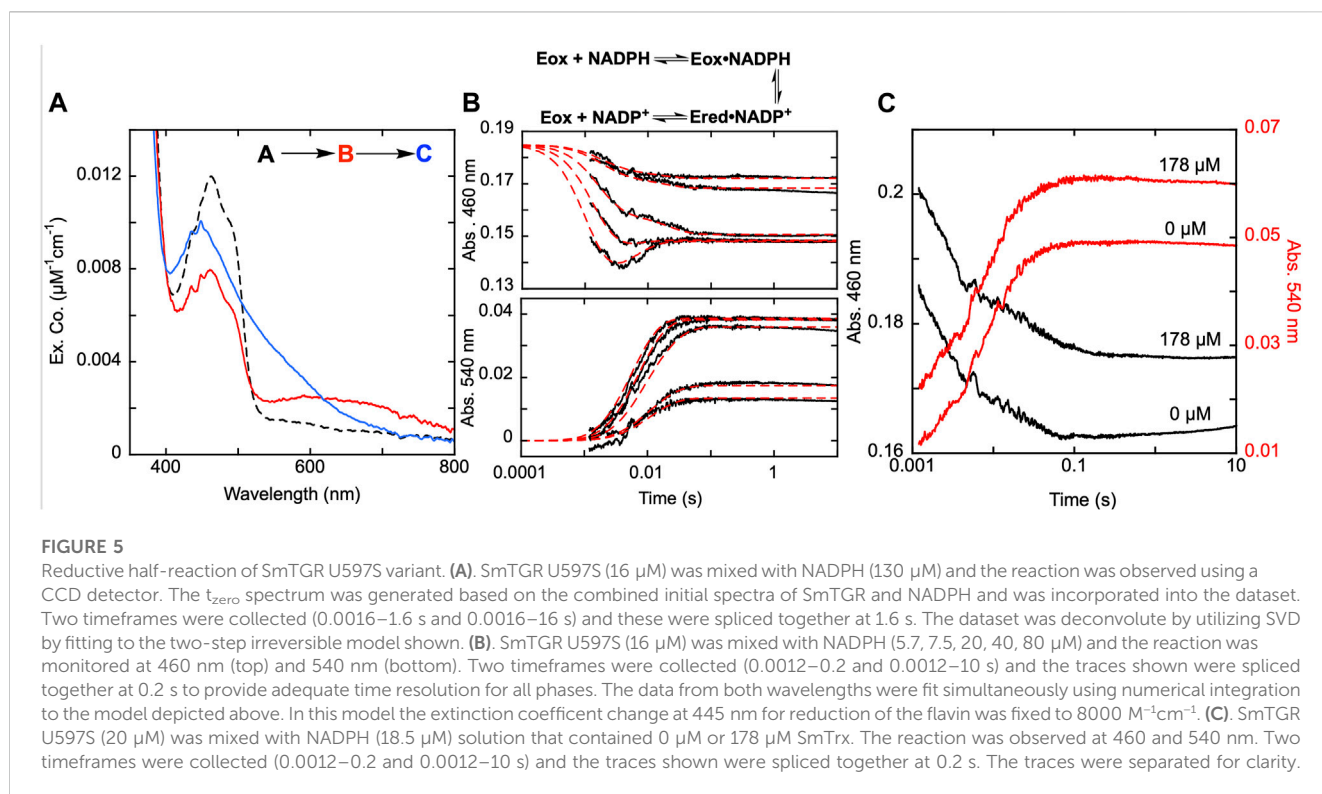 Eox + NADPH ⇌ Eox•NADPH
⇌
Eox + NADP⁺ ⇌ Ered•NADP⁺
A
B
C
A → B → C
Ex. Co. (µM⁻¹cm⁻¹)
0.012
0.008
0.004
0
400
600
800
Wavelength (nm)
Abs. 460 nm
0.19
0.17
0.15
0.13
Abs. 540 nm
0.04
0.02
0
0.0001
0.01
1
Time (s)
Abs. 460 nm
0.2
0.18
0.16
178 µM
0 µM
178 µM
0 µM
0.07
0.05
0.03
0.01
Abs. 540 nm
0.001
0.1
10
Time (s)
FIGURE 5
Reductive half-reaction of SmTGR U597S variant. (A). SmTGR U597S (16 µM) was mixed with NADPH (130 µM) and the reaction was observed using a
CCD detector. The tzero spectrum was generated based on the combined initial spectra of SmTGR and NADPH and was incorporated into the dataset.
Two timeframes were collected (0.0016–1.6 s and 0.0016–16 s) and these were spliced together at 1.6 s. The dataset was deconvolute by utilizing SVD
by fitting to the two-step irreversible model shown. (B). SmTGR U597S (16 µM) was mixed with NADPH (5.7, 7.5, 20, 40, 80 µM) and the reaction was
monitored at 460 nm (top) and 540 nm (bottom). Two timeframes were collected (0.0012–0.2 and 0.0012–10 s) and the traces shown were spliced
together at 0.2 s to provide adequate time resolution for all phases. The data from both wavelengths were fit simultaneously using numerical integration
to the model depicted above. In this model the extinction coefficent change at 445 nm for reduction of the flavin was fixed to 8000 M⁻¹cm⁻¹. (C). SmTGR
U597S (20 µM) was mixed with NADPH (18.5 µM) solution that contained 0 µM or 178 µM SmTrx. The reaction was observed at 460 and 540 nm. Two
timeframes were collected (0.0012–0.2 and 0.0012–10 s) and the traces shown were spliced together at 0.2 s. The traces were separated for clarity.